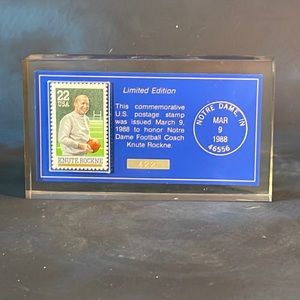 22
USA
KNUTE ROCKNE
Limited Edition
This commemorative
U.S. postage stamp
was issued March 9,
1988 to honor Notre
Dame Football Coach
Knute Rockne.
422
NOTRE DAME IN
MAR
9
1988
46556